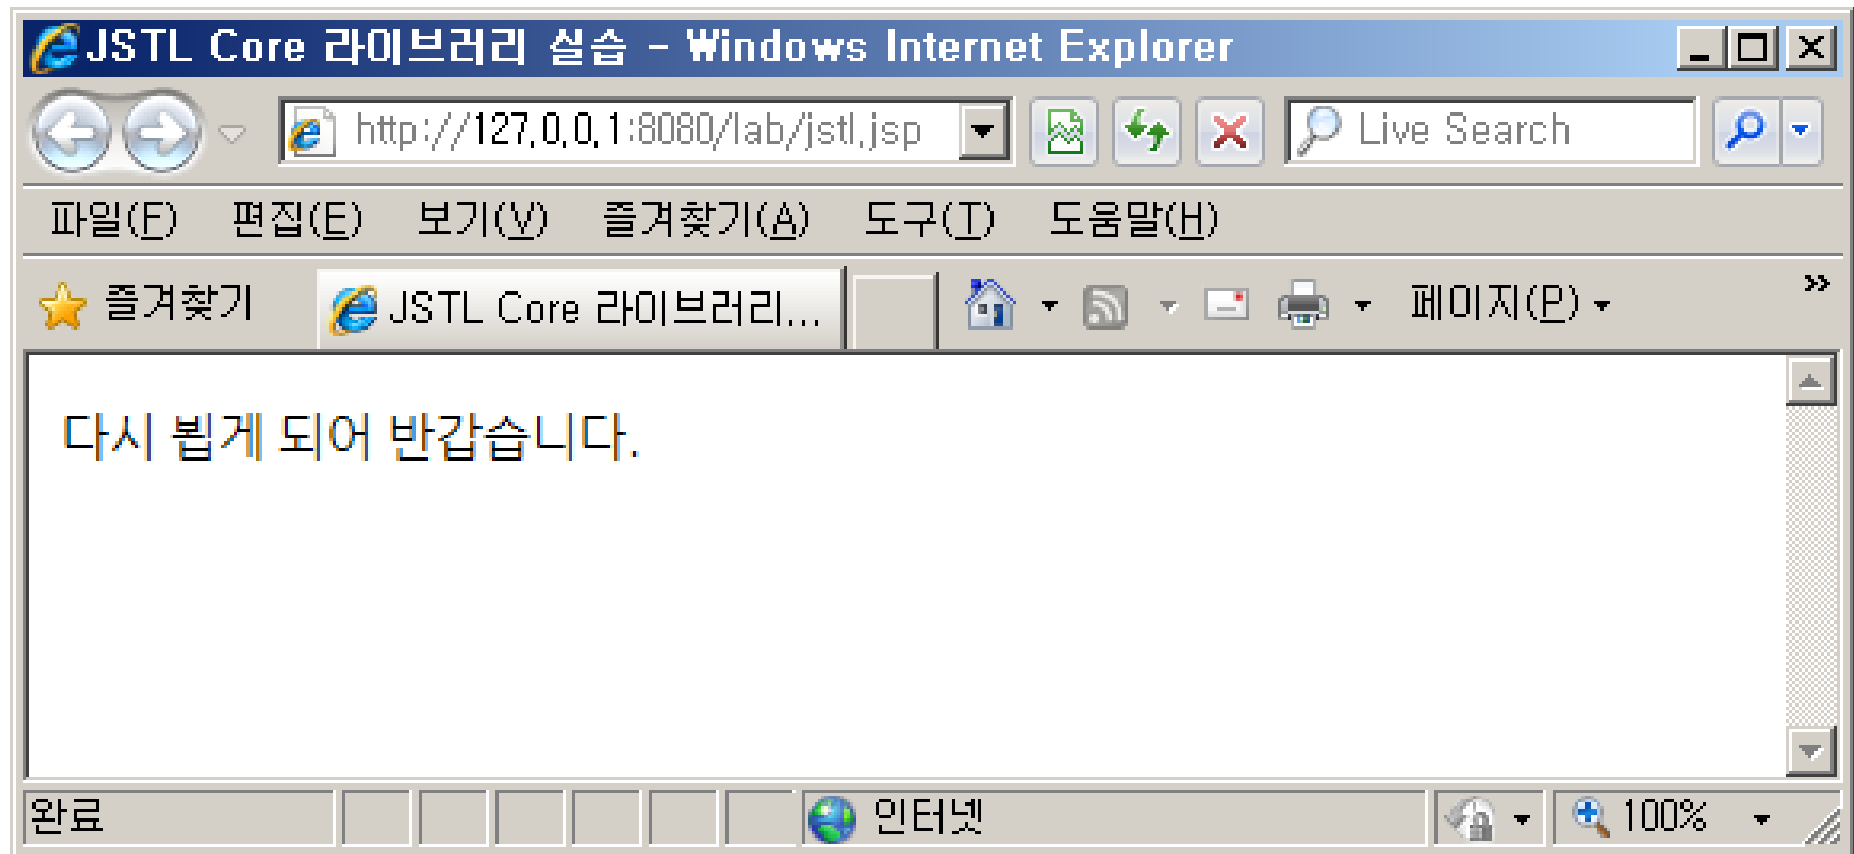 JSTL Core 라이브러리 실습 - Windows Internet Explorer
http://127.0.0.1:8080/lab/jstl.jsp Live Search
파일(F) 편집(E) 보기(V) 즐겨찾기(A) 도구(T) 도움말(H)
즐겨찾기 JSTL Core 라이브러리... 페이지(P) »
다시 뵙게 되어 반갑습니다.
완료 인터넷 100%